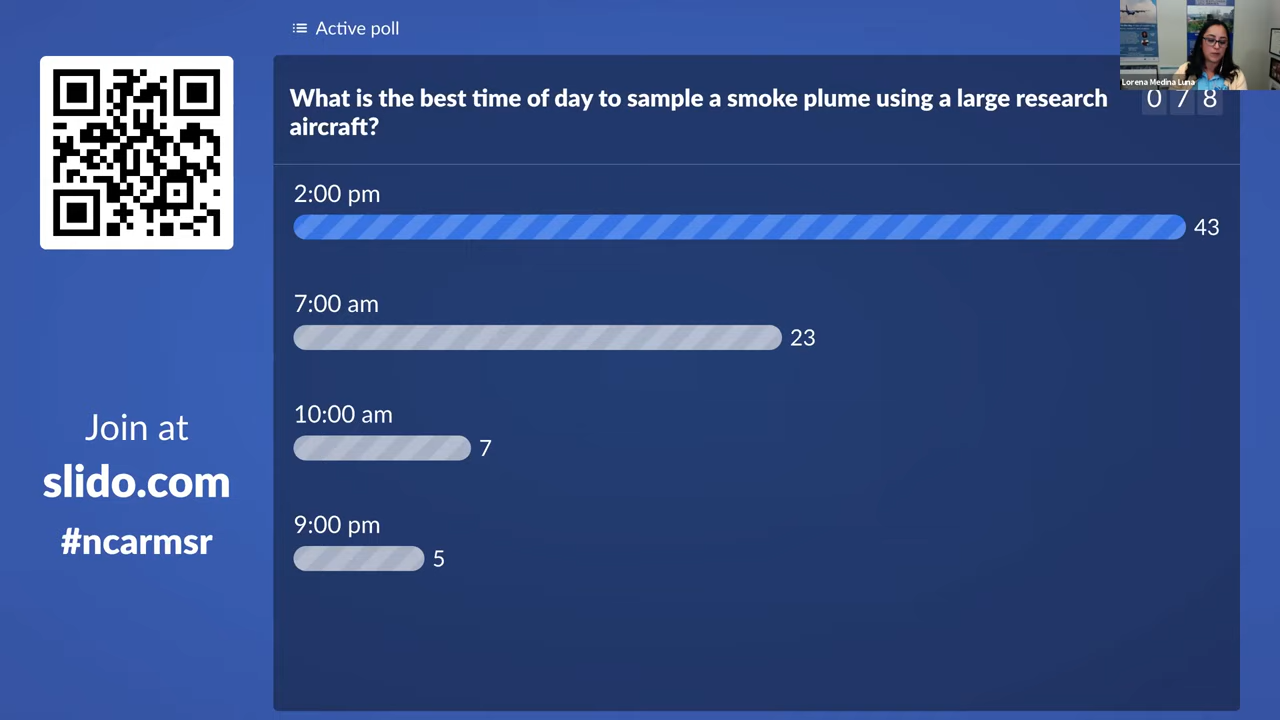 Active poll
What is the best time of day to sample a smoke plume using a large research
aircraft?
Lorena Medina Luna
0 7 8
2:00 pm
43
7:00 am
23
10:00 am
7
9:00 pm
5
Join at
slido.com
#ncarmsr